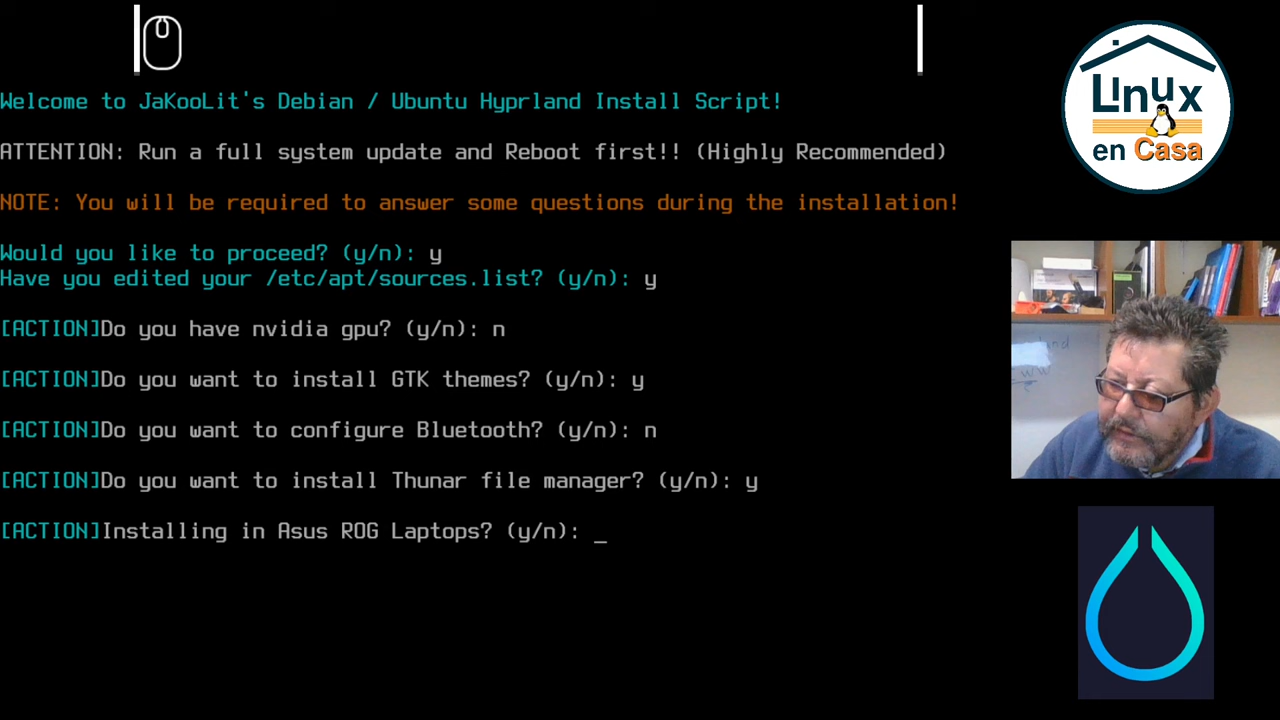 Welcome to JaKooLit's Debian / Ubuntu Hyprland Install Script!
ATTENTION: Run a full system update and Reboot first!! (Highly Recommended)
NOTE: You will be required to answer some questions during the installation!
Would you like to proceed? (y/n): y
Have you edited your /etc/apt/sources.list? (y/n): y
[ACTION]Do you have nvidia gpu? (y/n): n
[ACTION]Do you want to install GTK themes? (y/n): y
[ACTION]Do you want to configure Bluetooth? (y/n): n
[ACTION]Do you want to install Thunar file manager? (y/n): y
[ACTION]Installing in Asus ROG Laptops? (y/n): _
Linux
en Casa